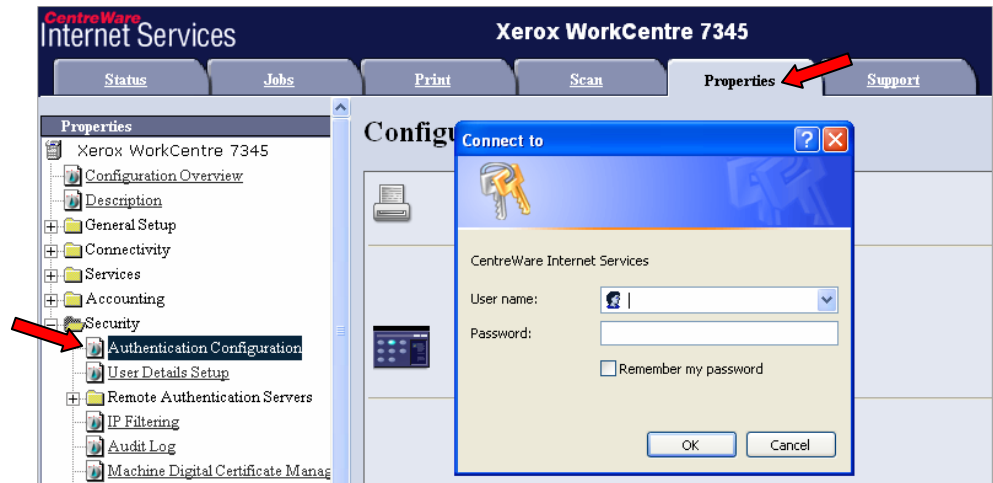 CentreWare
Internet Services
Xerox WorkCentre 7345
Status Jobs Print Scan Properties Support
Properties
Xerox WorkCentre 7345
Configuration Overview
Description
General Setup
Connectivity
Services
Accounting
Security
Authentication Configuration
User Details Setup
Remote Authentication Servers
IP Filtering
Audit Log
Machine Digital Certificate Manag
Configu
Connect to
CentreWare Internet Services
User name:
Password:
Remember my password
OK Cancel